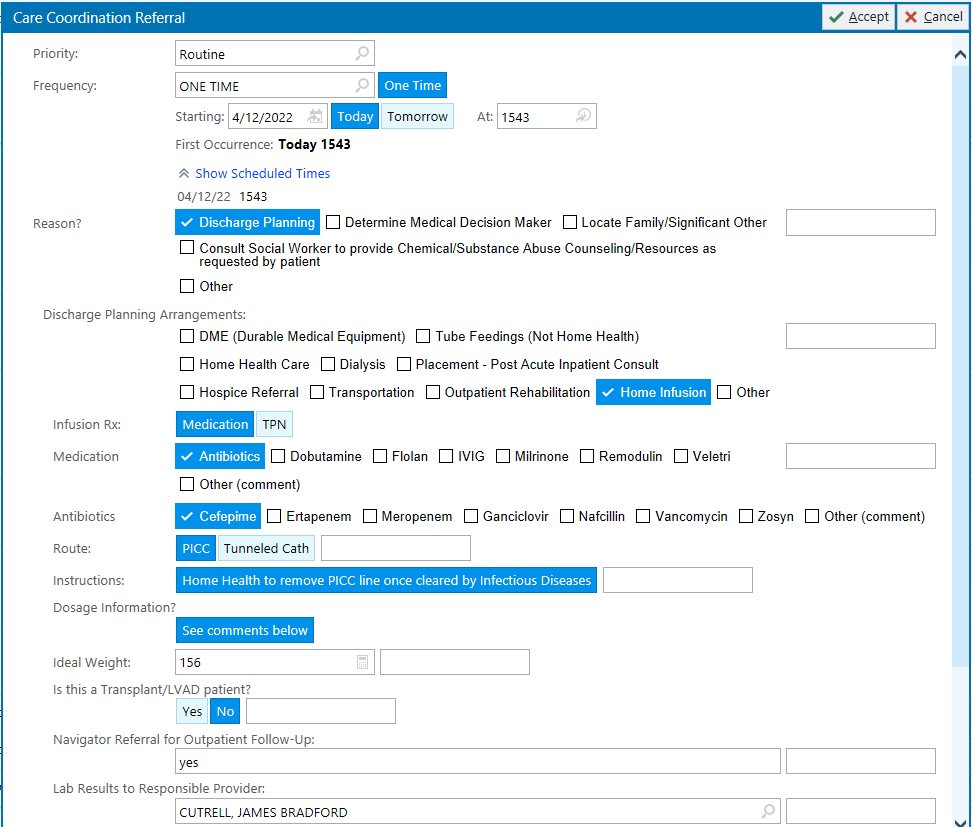 Care Coordination Referral Accept Cancel
Priority: Routine
Frequency: ONE TIME One Time
Starting: 4/12/2022 Today Tomorrow At: 1543
First Occurrence: Today 1543
Show Scheduled Times
04/12/22 1543
Reason? Discharge Planning Determine Medical Decision Maker Locate Family/Significant Other
Consult Social Worker to provide Chemical/Substance Abuse Counseling/Resources as
requested by patient
Other
Discharge Planning Arrangements:
DME (Durable Medical Equipment) Tube Feedings (Not Home Health)
Home Health Care Dialysis Placement - Post Acute Inpatient Consult
Hospice Referral Transportation Outpatient Rehabilitation Home Infusion Other
Infusion Rx: Medication TPN
Medication Antibiotics Dobutamine Flolan IVIG Milrinone Remodulin Veletri
Other (comment)
Antibiotics Cefepime Ertapenem Meropenem Ganciclovir Nafcillin Vancomycin Zosyn Other (comment)
Route: PICC Tunneled Cath
Instructions: Home Health to remove PICC line once cleared by Infectious Diseases
Dosage Information?
See comments below
Ideal Weight: 156
Is this a Transplant/LVAD patient?
Yes No
Navigator Referral for Outpatient Follow-Up:
yes
Lab Results to Responsible Provider:
CUTRELL, JAMES BRADFORD